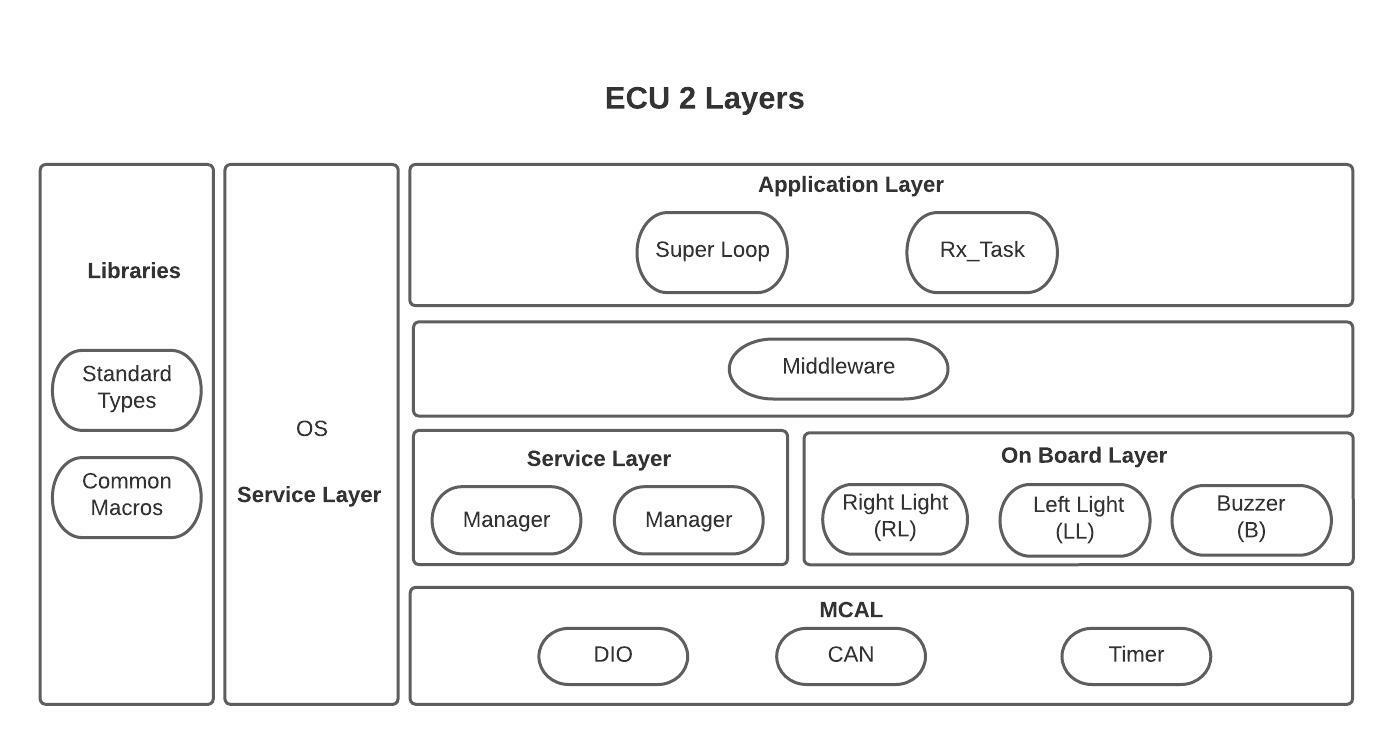 ECU 2 Layers
Libraries
Standard
Types
Common
Macros
OS
Service Layer
Application Layer
Super Loop
Rx_Task
Middleware
Service Layer
Manager
Manager
On Board Layer
Right Light
(RL)
Left Light
(LL)
Buzzer
(B)
MCAL
DIO
CAN
Timer